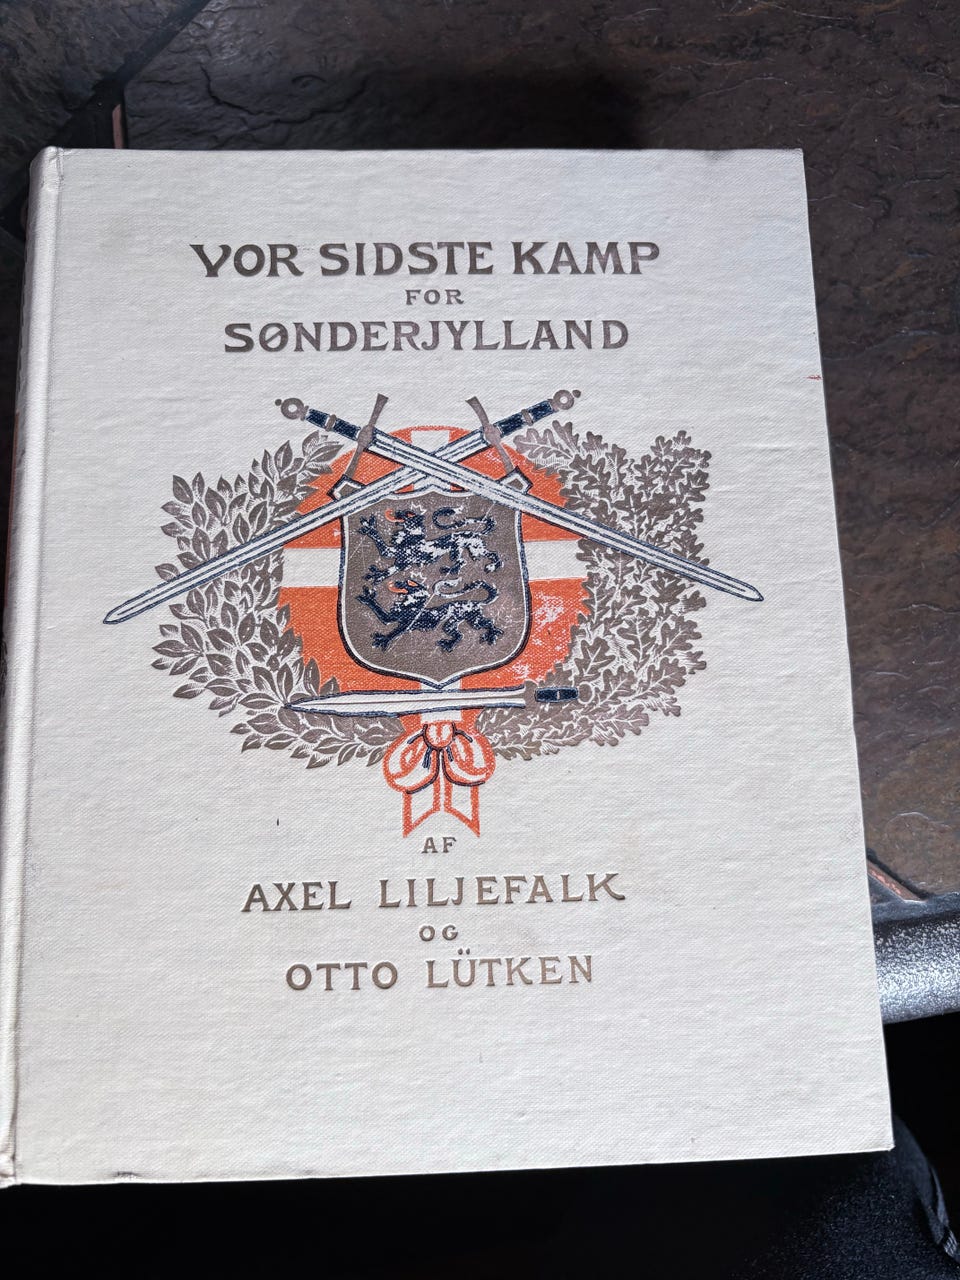 VOR SIDSTE KAMP
FOR
SØNDERJYLLAND
AF
AXEL LILJEFALK
OG
OTTO LÜTKEN